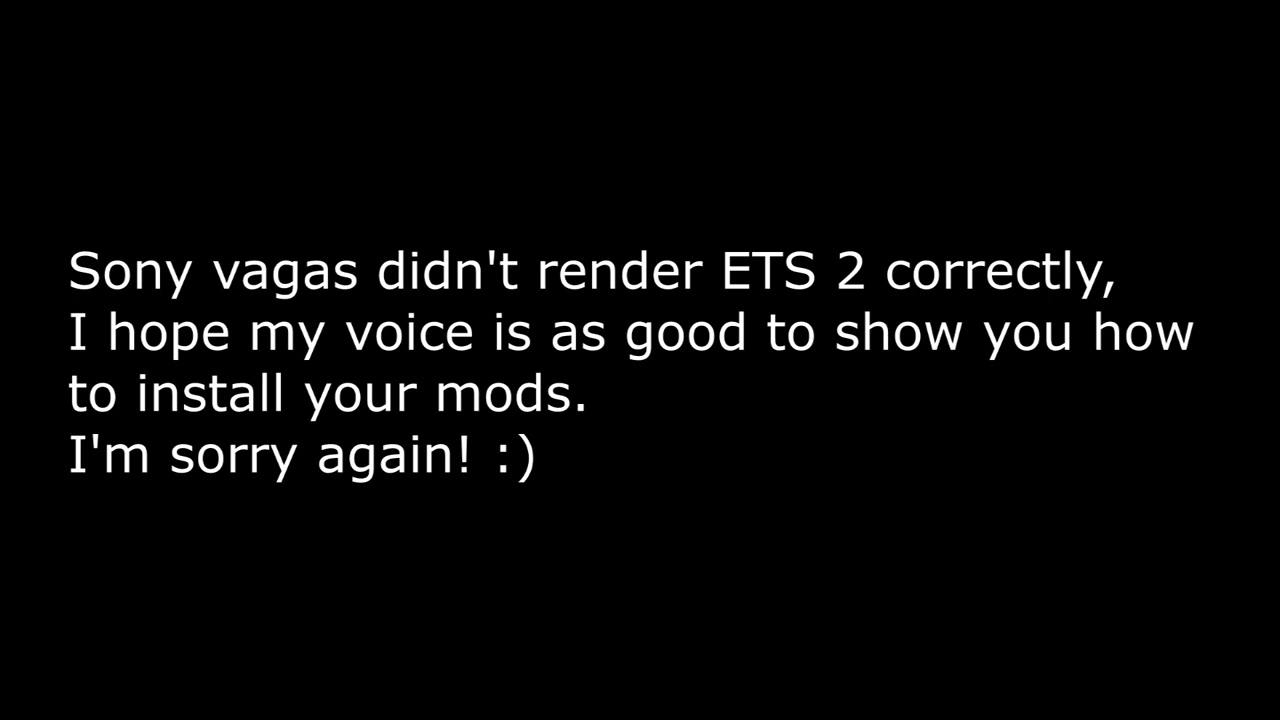 Sony vagas didn't render ETS 2 correctly,
I hope my voice is as good to show you how
to install your mods.
I'm sorry again! :)